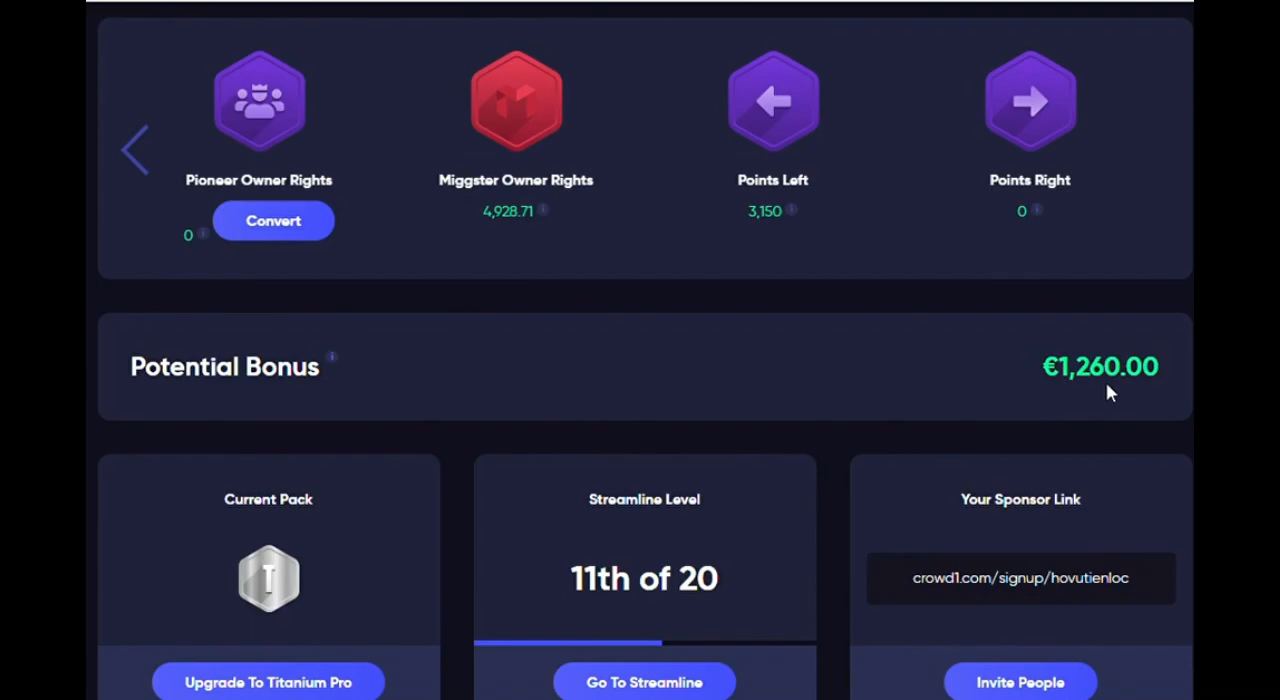 Pioneer Owner Rights
Convert
0
Miggster Owner Rights
4,928.71
Points Left
3,150
Points Right
0
Potential Bonus
€1,260.00
Current Pack
T
Upgrade To Titanium Pro
Streamline Level
11th of 20
Go To Streamline
Your Sponsor Link
crowd1.com/signup/hovutienloc
Invite People